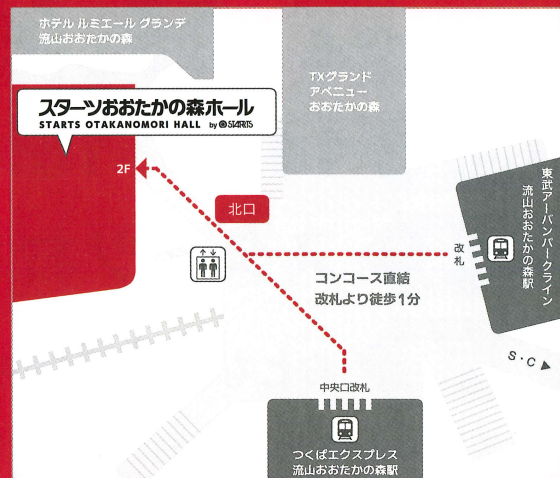 ホテル ルミエール グランデ
流山おおたかの森
TXグランド
アベニュー
おおたかの森
スターツおおたかの森ホール
STARTS OTAKANOMORI HALL by STARTS
2F
北口
東武アーバンパークライン
流山おおたかの森駅
改札
コンコース直結
改札より徒歩1分
S・C▶
中央口改札
つくばエクスプレス
流山おおたかの森駅